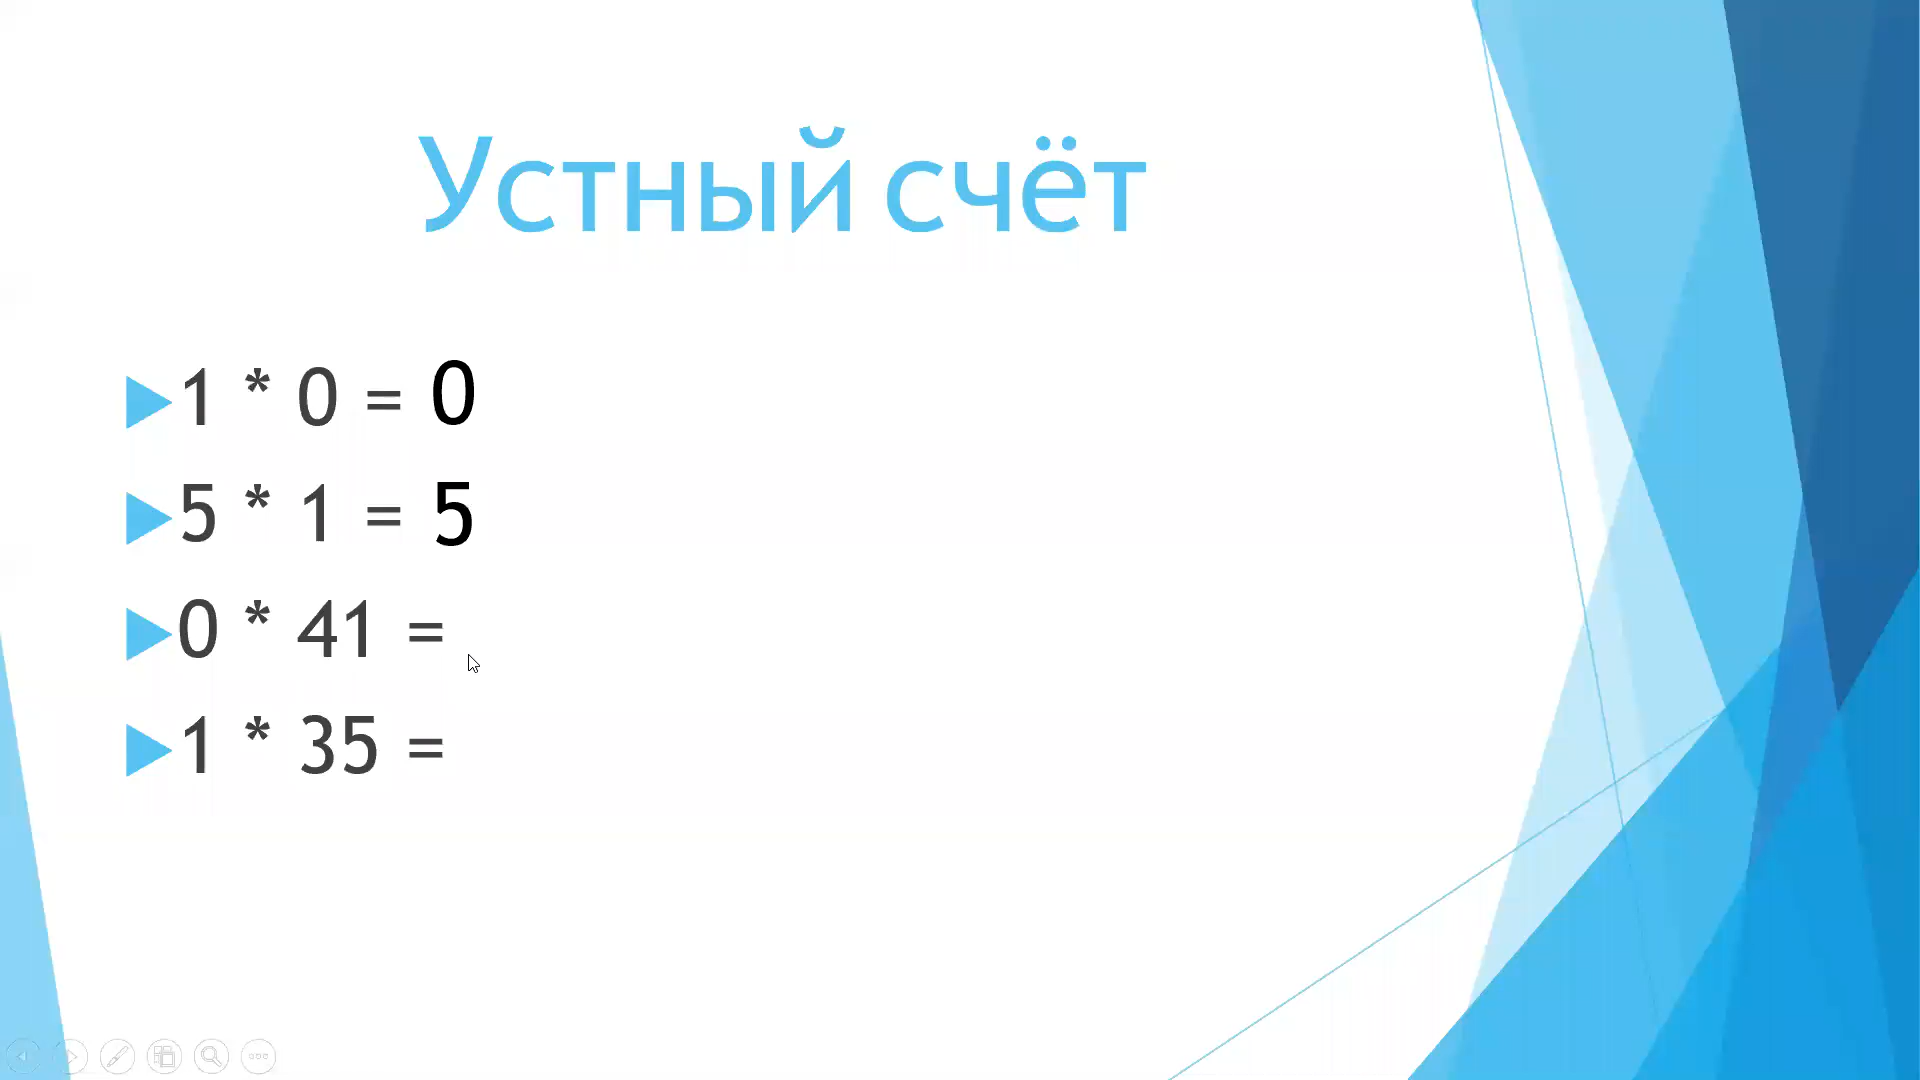 Устный счёт
1 * 0 = 0
5 * 1 = 5
0 * 41 =
1 * 35 =